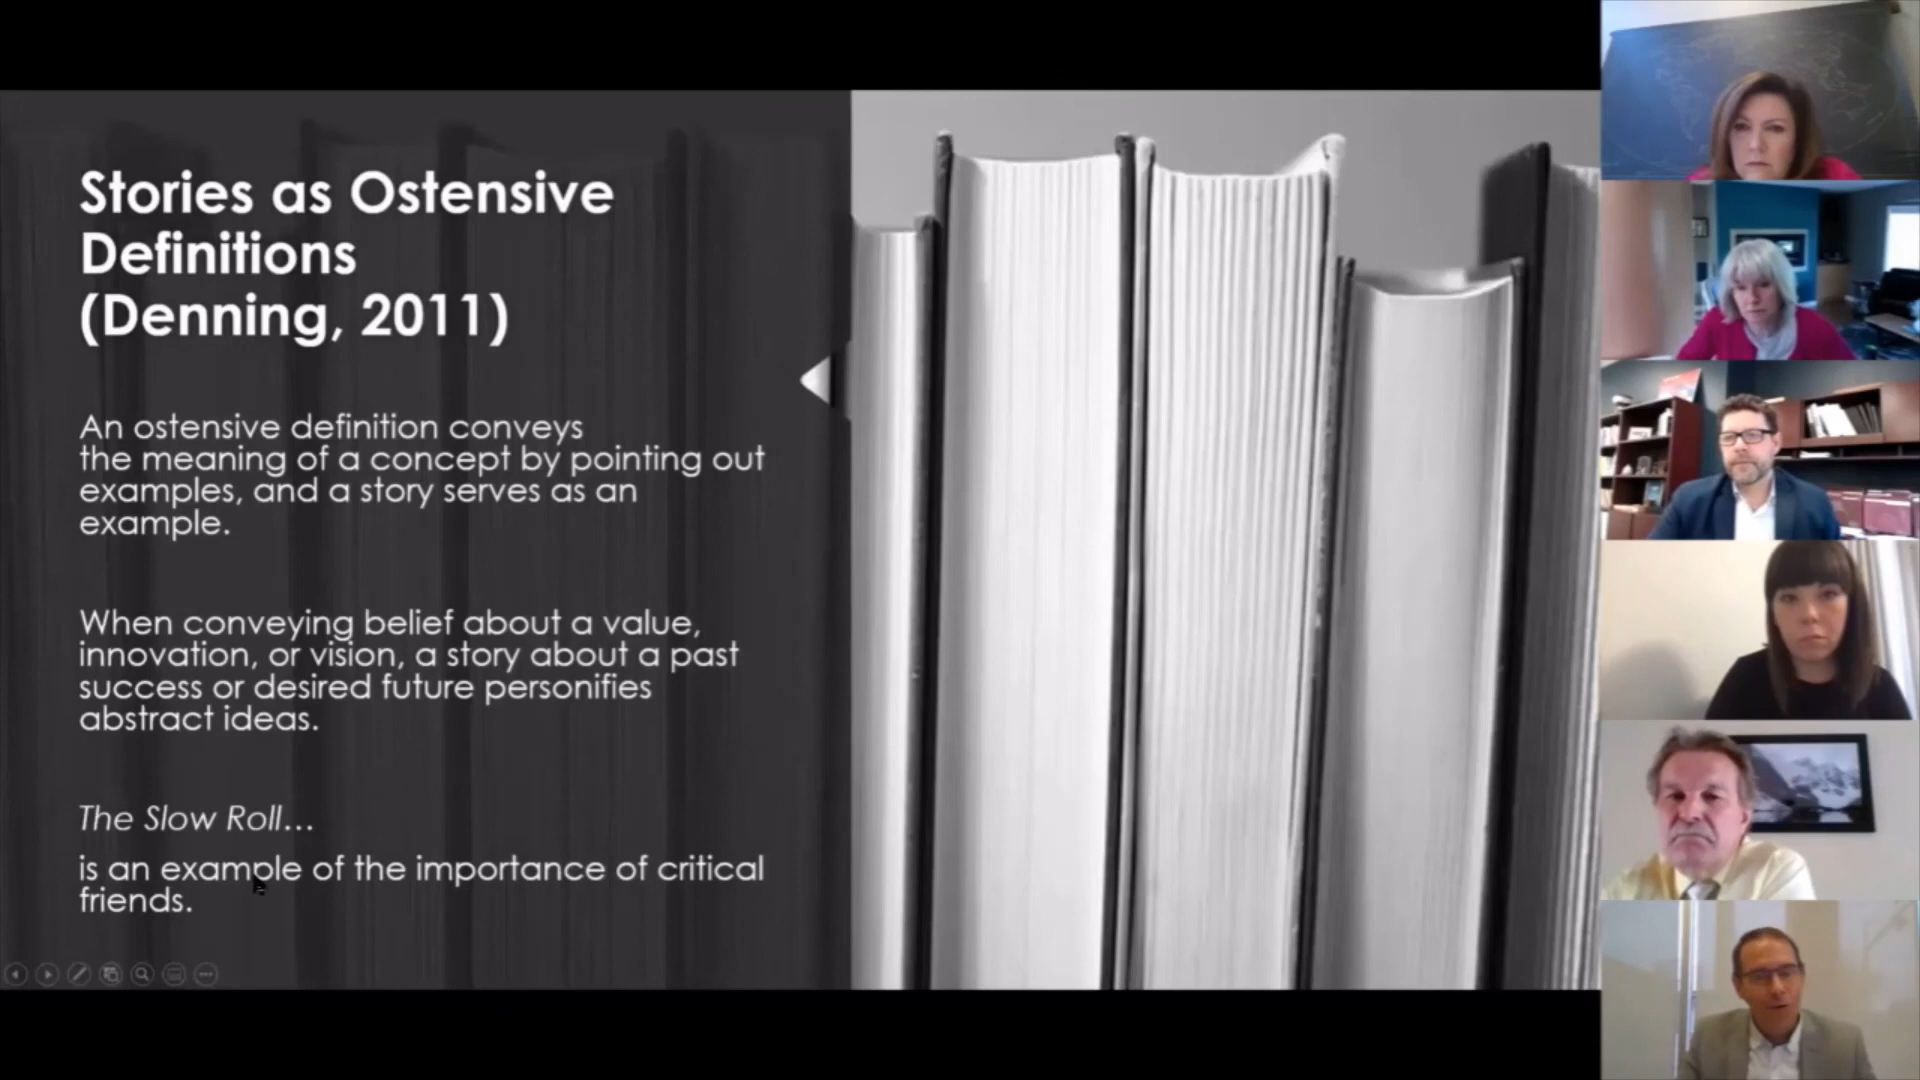 Stories as Ostensive
Definitions
(Denning, 2011)
An ostensive definition conveys
the meaning of a concept by pointing out
examples, and a story serves as an
example.
When conveying belief about a value,
innovation, or vision, a story about a past
success or desired future personifies
abstract ideas.
The Slow Roll...
is an example of the importance of critical
friends.